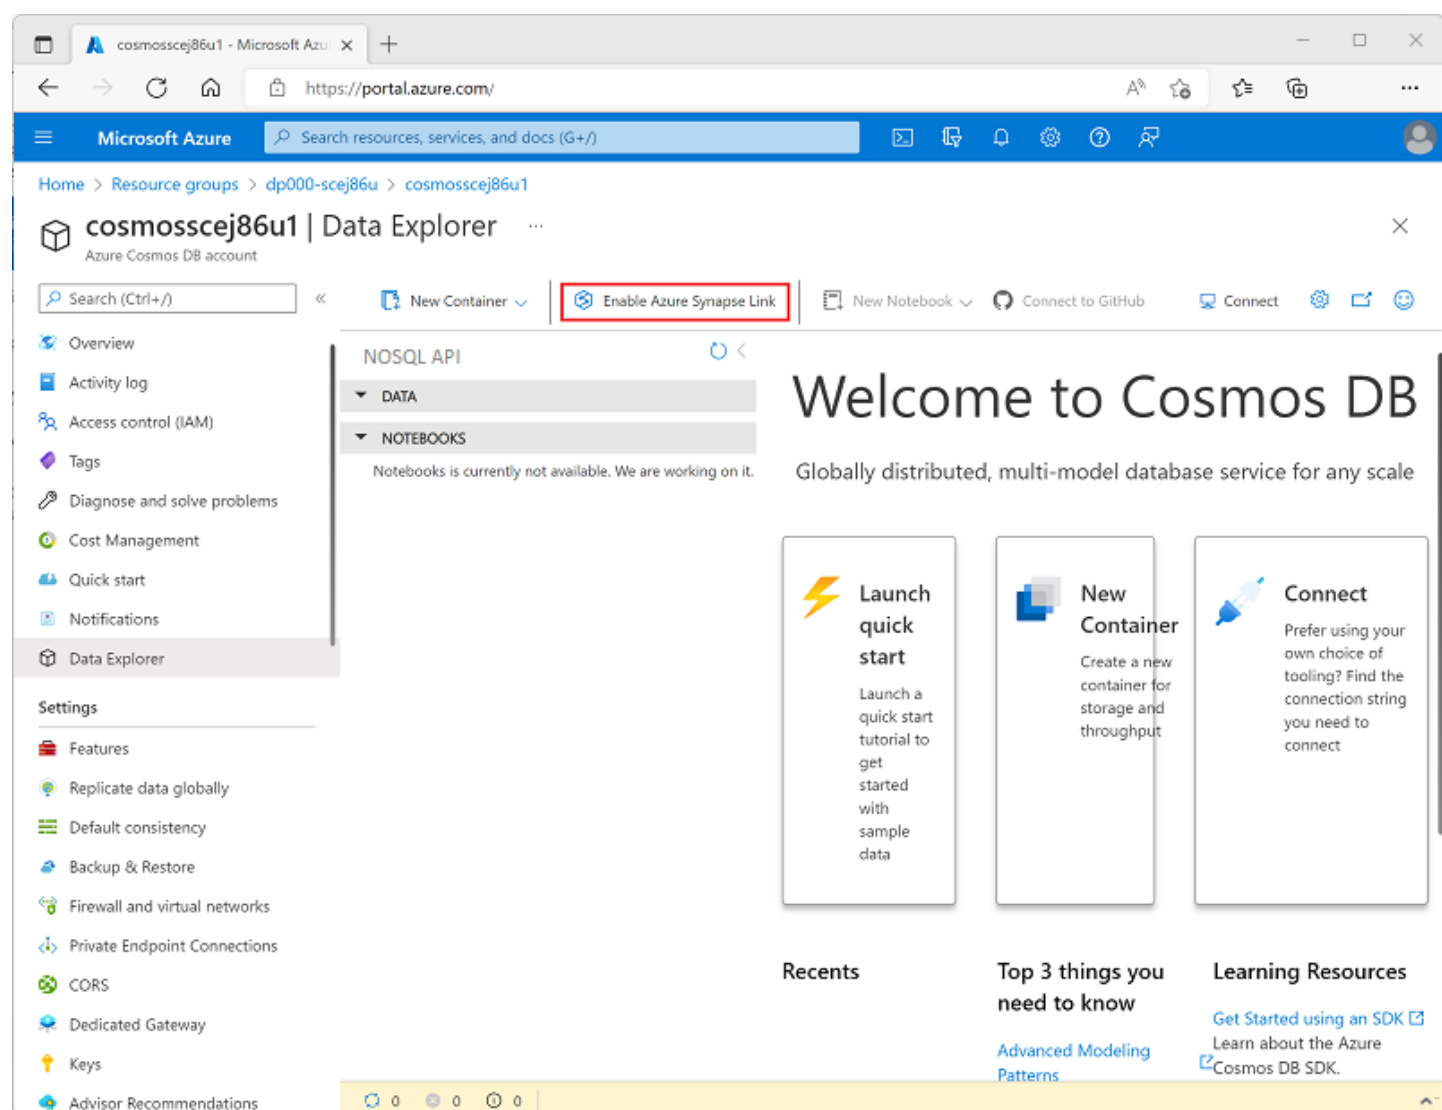 cosmosscej86u1 - Microsoft Azu
https://portal.azure.com/
Microsoft Azure
Search resources, services, and docs (G+/)
Home > Resource groups > dp000-scej86u > cosmosscej86u1
cosmosscej86u1 | Data Explorer ...
Azure Cosmos DB account
Search (Ctrl+/)
«
New Container
Enable Azure Synapse Link
New Notebook
Connect to GitHub
Connect
Overview
Activity log
Access control (IAM)
Tags
Diagnose and solve problems
Cost Management
Quick start
Notifications
Data Explorer
Settings
Features
Replicate data globally
Default consistency
Backup & Restore
Firewall and virtual networks
Private Endpoint Connections
CORS
Dedicated Gateway
Keys
Advisor Recommendations
NOSQL API
DATA
NOTEBOOKS
Notebooks is currently not available. We are working on it.
Welcome to Cosmos DB
Globally distributed, multi-model database service for any scale
Launch
quick
start
Launch a
quick start
tutorial to
get
started
with
sample
data
New
Container
Create a new
container for
storage and
throughput
Connect
Prefer using your
own choice of
tooling? Find the
connection string
you need to
connect
Recents
Top 3 things you
need to know
Advanced Modeling
Patterns
Learning Resources
Get Started using an SDK
Learn about the Azure
Cosmos DB SDK.
0 0 0